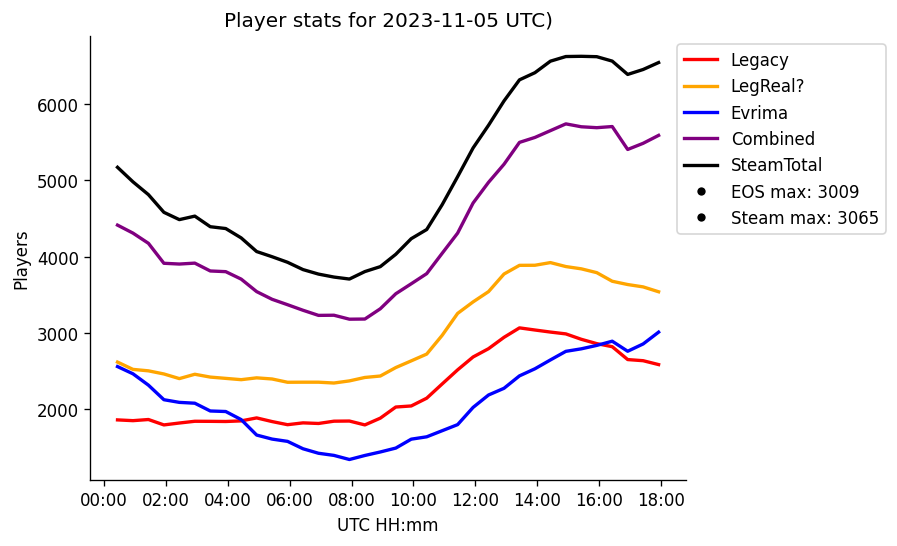 Player stats for 2023-11-05 UTC)
Legacy
LegReal?
Evrima
Combined
SteamTotal
EOS max: 3009
Steam max: 3065
Players
6000
5000
4000
3000
2000
00:00 02:00 04:00 06:00 08:00 10:00 12:00 14:00 16:00 18:00
UTC HH:mm